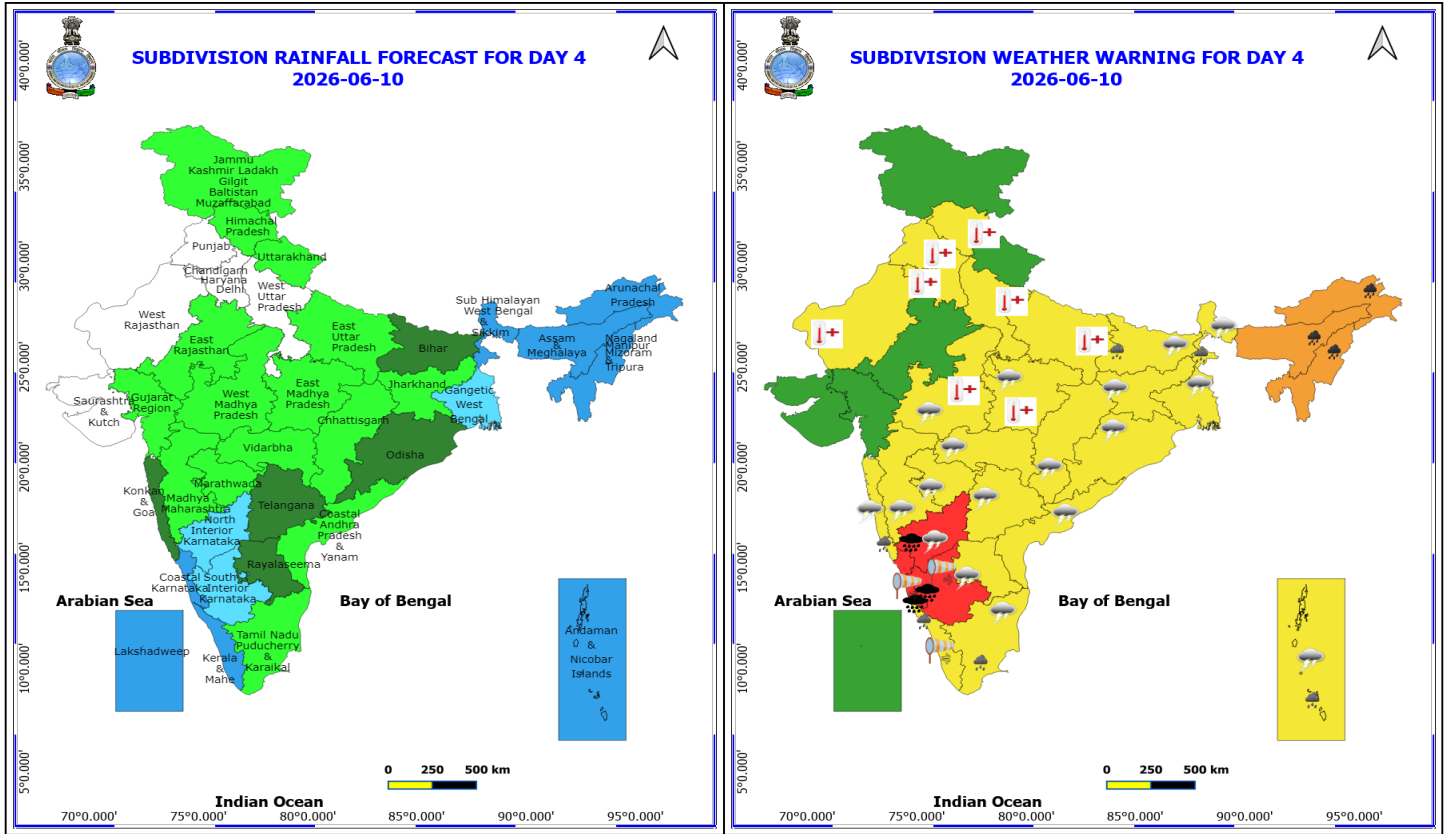 SUBDIVISION RAINFALL FORECAST FOR DAY 4
2026-06-10
40°0.000'
35°0.000'
30°0.000'
25°0.000'
20°0.000'
15°0.000'
10°0.000'
5°0.000'
Jammu
Kashmir Ladakh
Gilgit
Baltistan
Muzaffarabad
Himachal
Pradesh
Punjab
Uttarakhand
Chandigarh
Haryana
Delhi
West
Uttar
Pradesh
West
Rajasthan
East
Rajasthan
East
Uttar
Pradesh
Bihar
Sub Himalayan
West Bengal
&
Sikkim
Arunachal
Pradesh
Assam
&
Meghalaya
Nagaland
Manipur
Mizoram
&
Tripura
Jharkhand
Gangetic
West
Bengal
Saurashtra
&
Kutch
Gujarat
Region
West
Madhya
Pradesh
East
Madhya
Pradesh
Chhattisgarh
Vidarbha
Odisha
Konkan
&
Goa
Madhya
Maharashtra
Marathwada
Telangana
North
Interior
Karnataka
Coastal
Andhra
Pradesh
&
Yanam
Rayalaseema
Coastal
Karnataka
South
Interior
Karnataka
Arabian Sea
Bay of Bengal
Lakshadweep
Kerala
&
Mahe
Tamil Nadu
Puducherry
&
Karaikal
Andaman
&
Nicobar
Islands
0 250 500 km
Indian Ocean
70°0.000' 75°0.000' 80°0.000' 85°0.000' 90°0.000' 95°0.000'
SUBDIVISION WEATHER WARNING FOR DAY 4
2026-06-10
40°0.000'
35°0.000'
30°0.000'
25°0.000'
20°0.000'
15°0.000'
10°0.000'
5°0.000'
Arabian Sea
Bay of Bengal
0 250 500 km
Indian Ocean
70°0.000' 75°0.000' 80°0.000' 85°0.000' 90°0.000' 95°0.000'